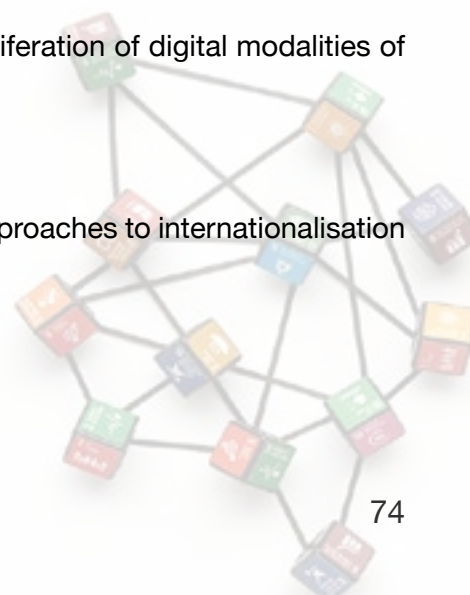 iferation of digital modalities of
proaches to internationalisation
74